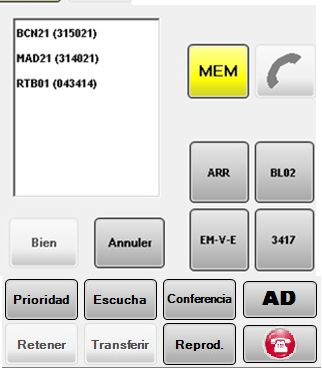 BCN21 (315021)
MAD21 (314021)
RTB01 (043414)
MEM
ARR BL02
Bien Annuler EM-V-E 3417
Prioridad Escucha Conferencia AD
Retener Transferir Reprod.